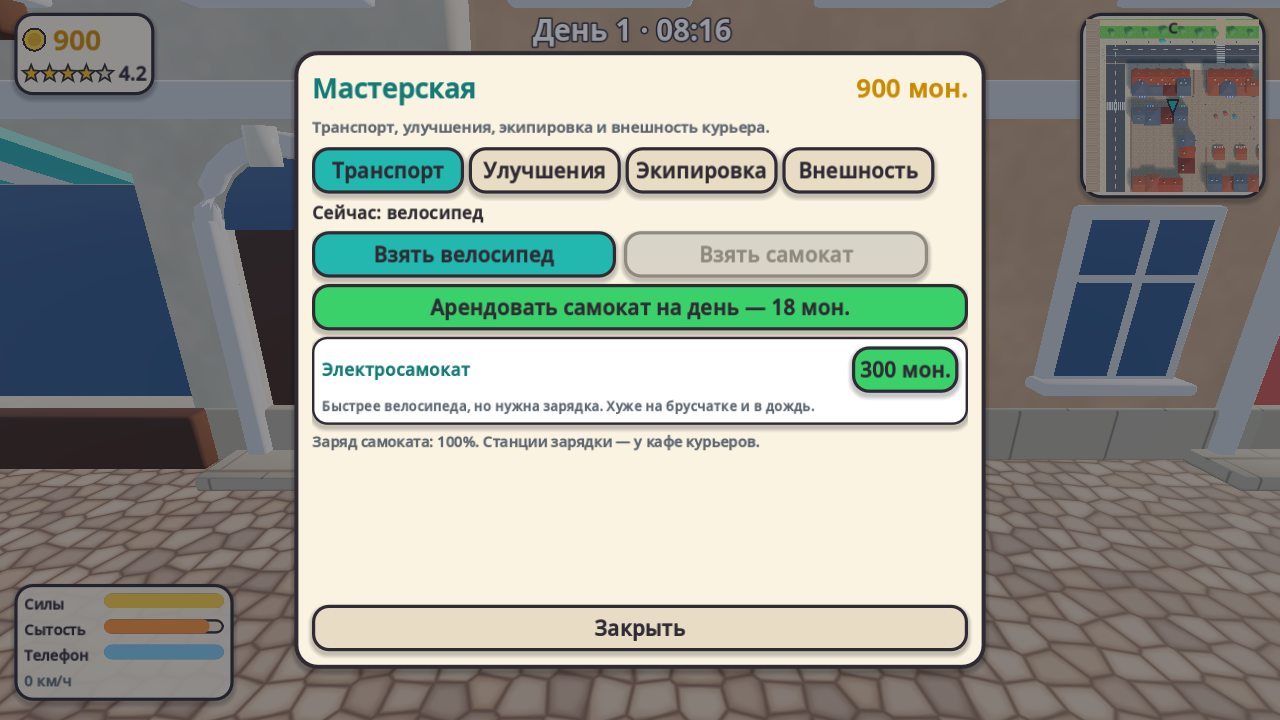 900
4.2
День 1 · 08:16
С
Мастерская
900 мон.
Транспорт, улучшения, экипировка и внешность курьера.
Транспорт
Улучшения
Экипировка
Внешность
Сейчас: велосипед
Взять велосипед
Взять самокат
Арендовать самокат на день — 18 мон.
Электросамокат
300 мон.
Быстрее велосипеда, но нужна зарядка. Хуже на брусчатке и в дождь.
Заряд самоката: 100%. Станции зарядки — у кафе курьеров.
Закрыть
Силы
Сытость
Телефон
0 км/ч